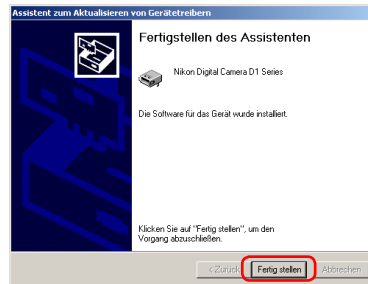 Assistent zum Aktualisieren von Gerätetreibern
Fertigstellen des Assistenten
Nikon Digital Camera D1 Series
Die Software für das Gerät wurde installiert.
Klicken Sie auf "Fertig stellen", um den
Vorgang abzuschließen.
< Zurück Fertig stellen Abbrechen